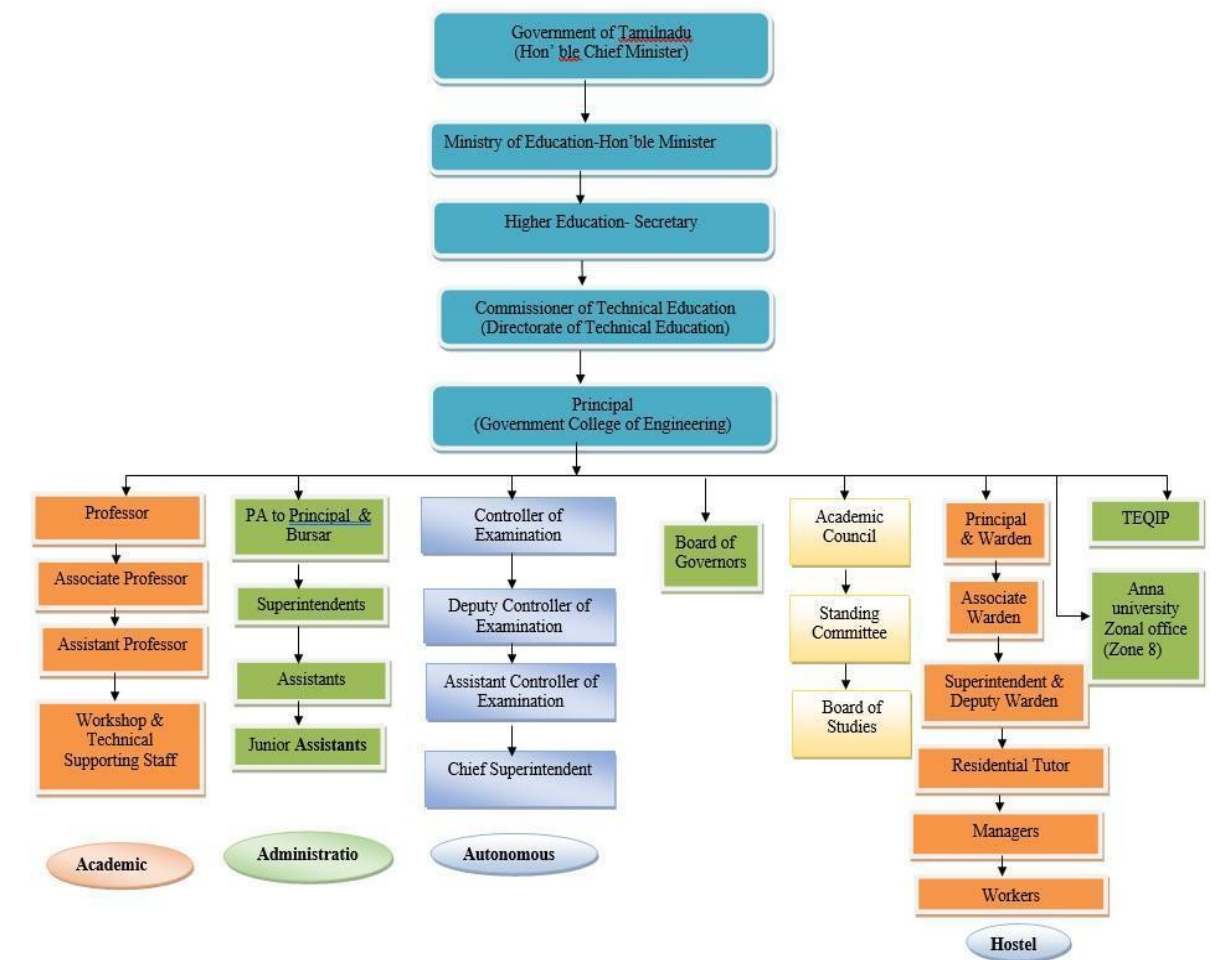 Government of Tamilnadu
(Hon' ble Chief Minister)
Ministry of Education-Hon'ble Minister
Higher Education- Secretary
Commissioner of Technical Education
(Directorate of Technical Education)
Principal
(Government College of Engineering)
Professor
Associate Professor
Assistant Professor
Workshop &
Technical
Supporting Staff
Academic
PA to Principal &
Bursar
Superintendents
Assistants
Junior Assistants
Administratio
Controller of
Examination
Deputy Controller of
Examination
Assistant Controller of
Examination
Chief Superintendent
Autonomous
Board of
Governors
Academic
Council
Standing
Committee
Board of
Studies
Principal
& Warden
Associate
Warden
Superintendent &
Deputy Warden
Residential Tutor
Managers
Workers
Hostel
TEQIP
Anna
university
Zonal office
(Zone 8)